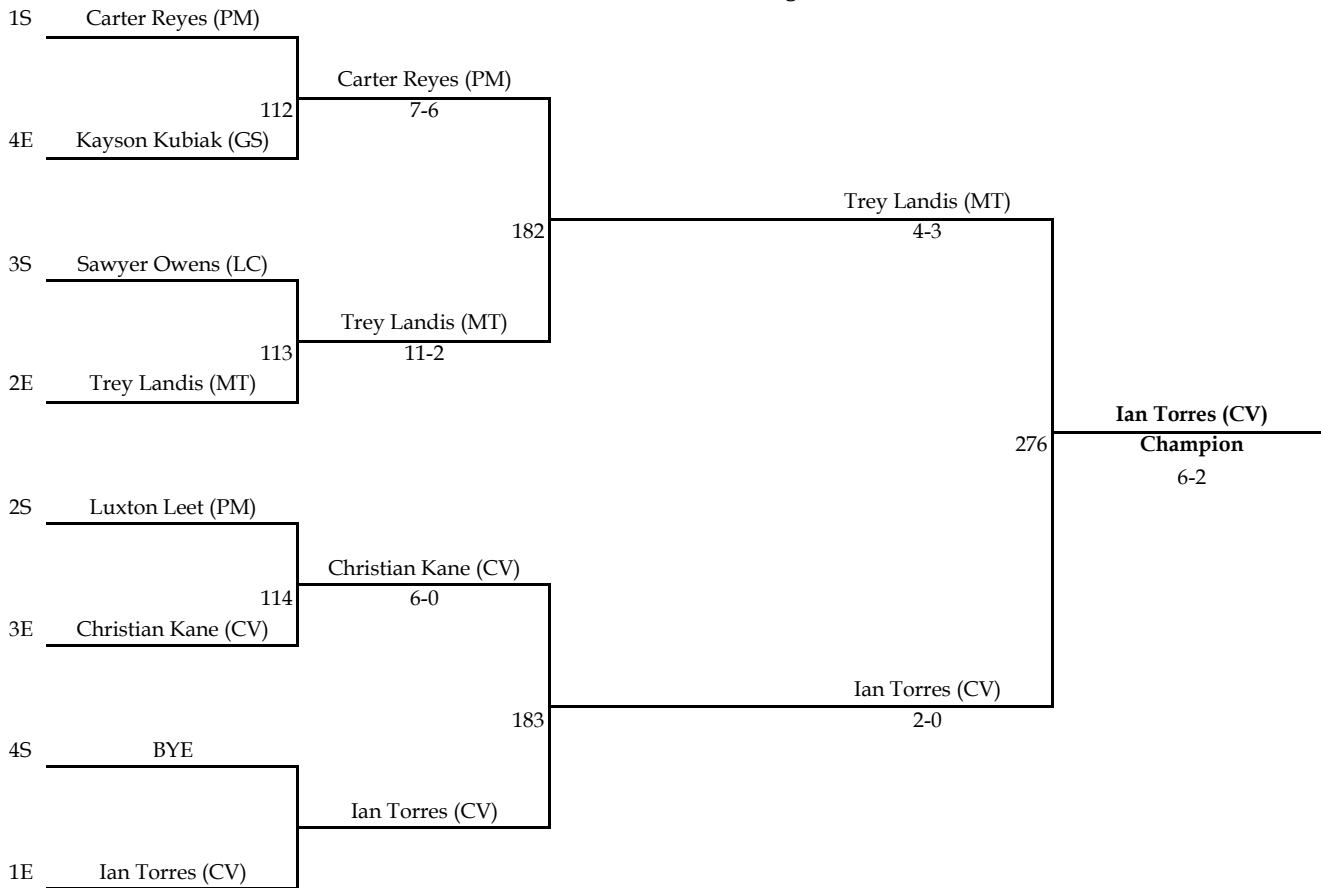 1S Carter Reyes (PM)
Carter Reyes (PM)
112 7-6
4E Kayson Kubiak (GS)
Trey Landis (MT)
182 4-3
3S Sawyer Owens (LC)
Trey Landis (MT)
113 11-2
2E Trey Landis (MT)
Ian Torres (CV)
276 Champion
6-2
2S Luxton Leet (PM)
Christian Kane (CV)
114 6-0
3E Christian Kane (CV)
Ian Torres (CV)
183 2-0
4S BYE
Ian Torres (CV)
1E Ian Torres (CV)